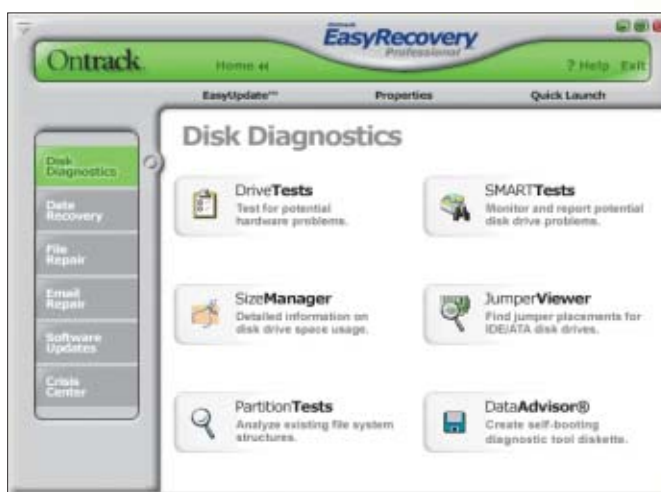 Ontrack
EasyRecovery
Professional
Ontrack
Home
? Help Exit
EasyUpdate™ Properties Quick Launch
Disk Diagnostics
Disk
Diagnostics
Data
Recovery
File
Repair
Email
Repair
Software
Updates
Crisis
Center
DriveTests
Test for potential
hardware problems.
SMARTTests
Monitor and report potential
disk drive problems.
SizeManager
Detailed information on
disk drive space usage.
JumperViewer
Find jumper placements for
IDE/ATA disk drives.
PartitionTests
Analyze existing file system
structures.
DataAdvisor®
Create self-booting
diagnostic tool diskette.